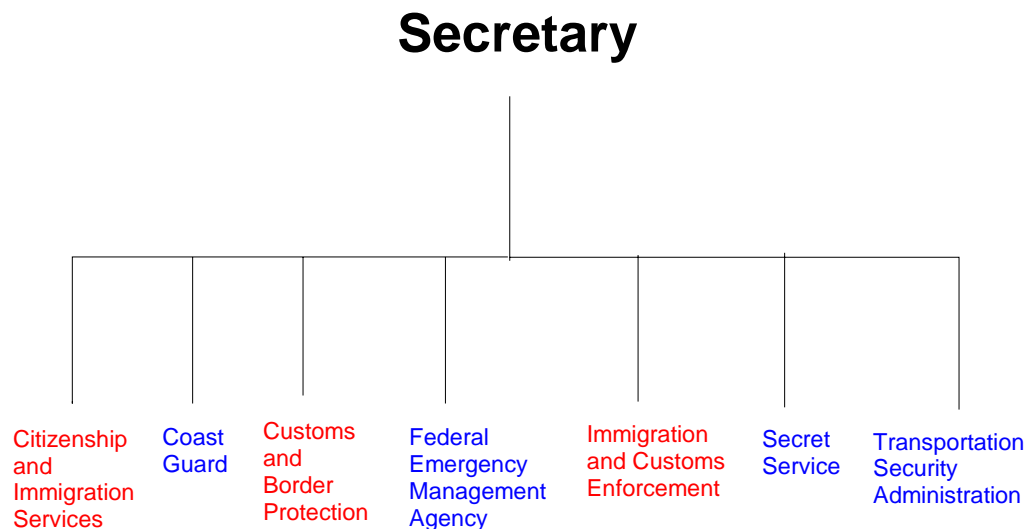 Secretary
Citizenship
and
Immigration
Services
Coast
Guard
Customs
and
Border
Protection
Federal
Emergency
Management
Agency
Immigration
and Customs
Enforcement
Secret
Service
Transportation
Security
Administration